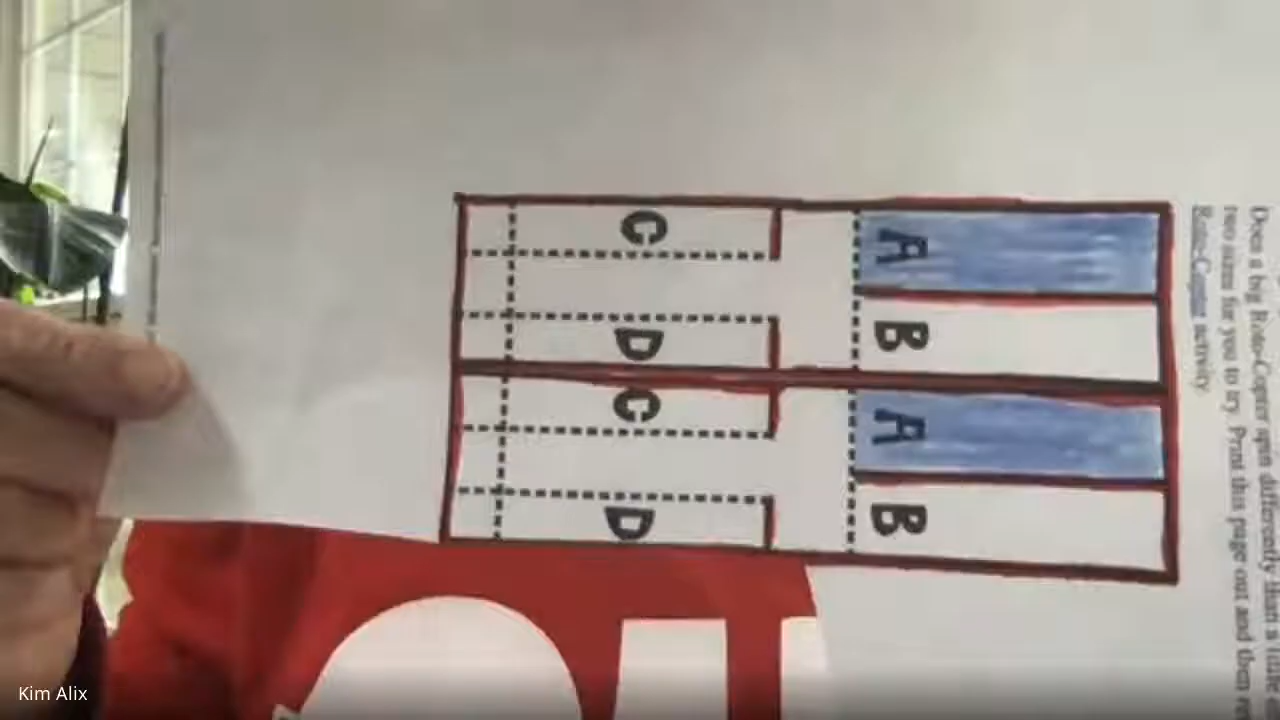 Does a big Roto-Copter spin differently than a little
two sizes for you to try. Print this page out and then
Roto-Copter activity.
A
B
A
B
C
D
C
D
Kim Alix